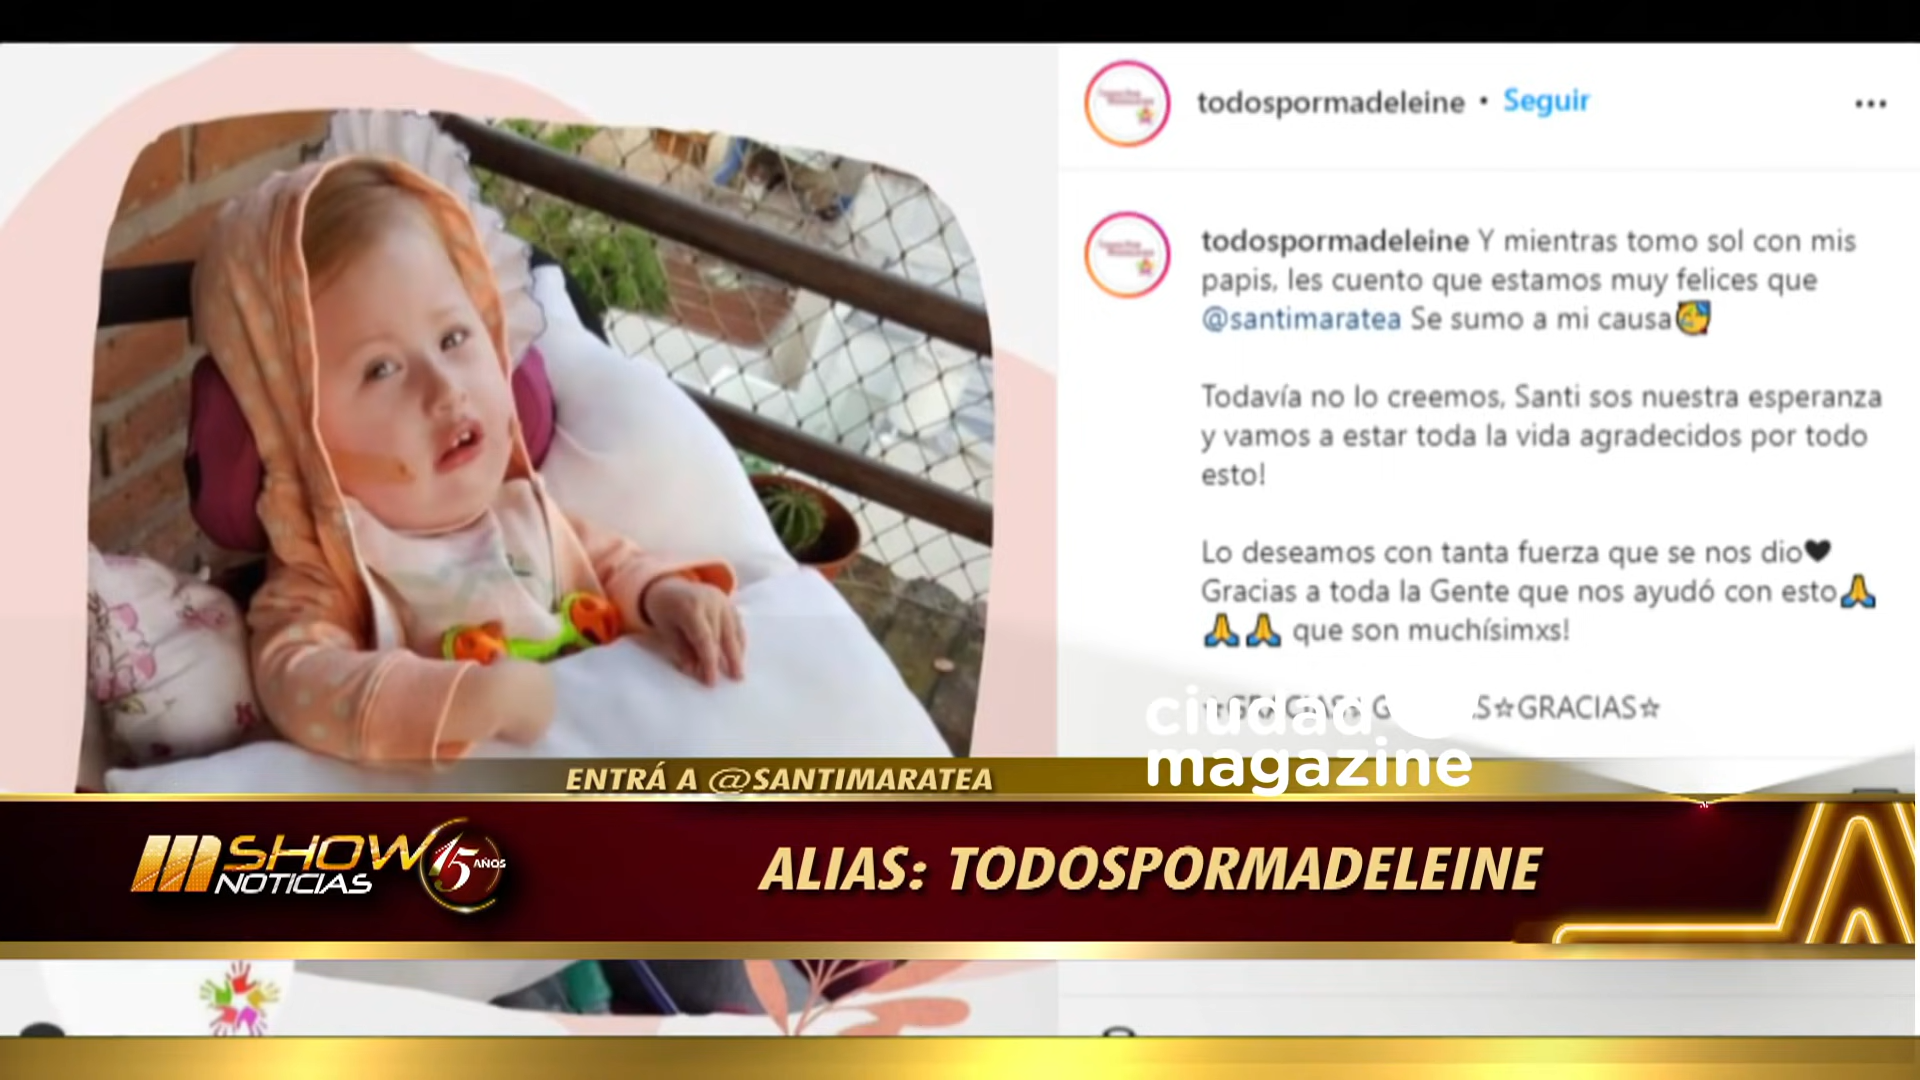 todospormadeleine • Seguir
todospormadeleine Y mientras tomo sol con mis
papis, les cuento que estamos muy felices que
@santimaratea Se sumo a mi causa
Todavía no lo creemos, Santi sos nuestra esperanza
y vamos a estar toda la vida agradecidos por todo
esto!
Lo deseamos con tanta fuerza que se nos dio🖤
Gracias a toda la Gente que nos ayudó con esto🙏
🙏🙏 que son muchísimxs!
☆GRACIAS☆GRACIAS☆GRACIAS☆
ciudad
magazine
ENTRÁ A @SANTIMARATEA
SHOW
NOTICIAS
15 AÑOS
ALIAS: TODOSPORMADELEINE